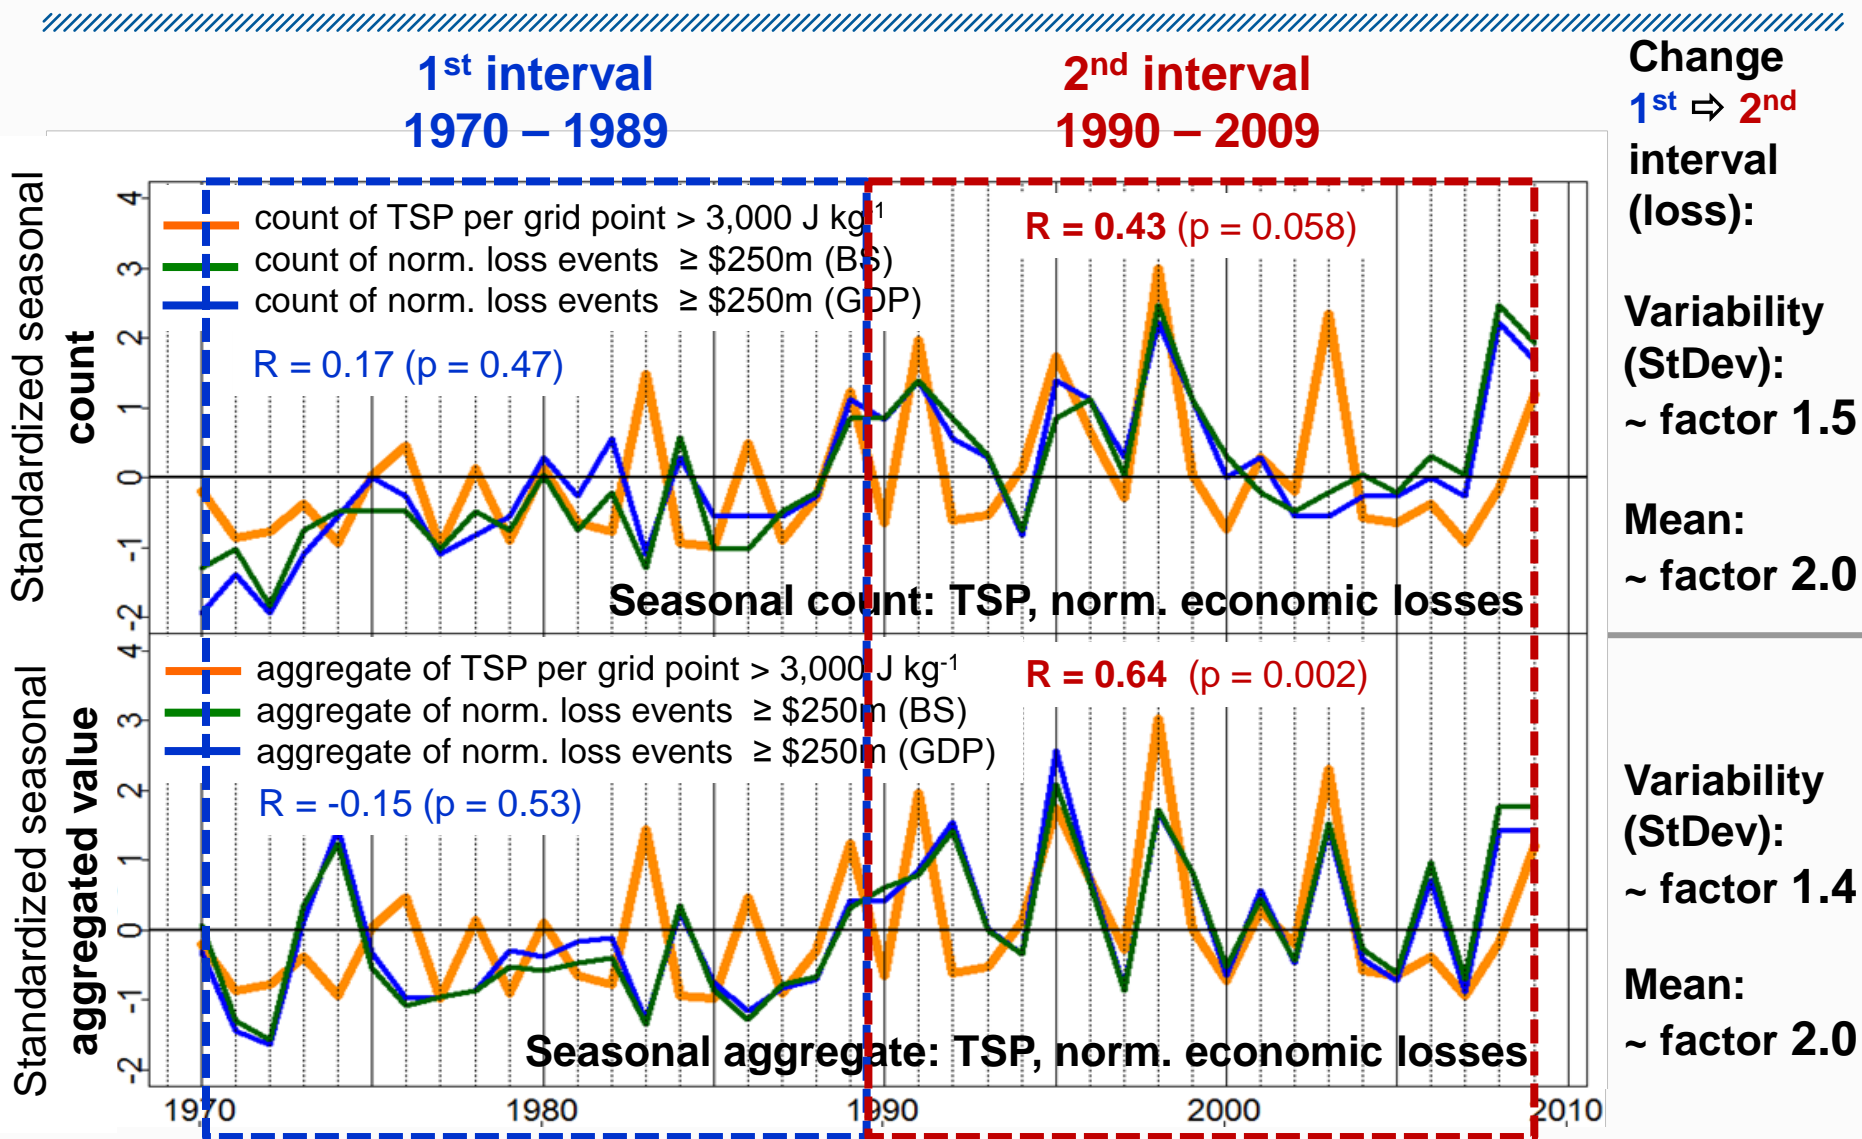 1st interval
1970 – 1989
2nd interval
1990 – 2009
Change
1st ⇨ 2nd
interval
(loss):
Variability
(StDev):
~ factor 1.5
Mean:
~ factor 2.0
Standardized seasonal
count
4
3
2
1
0
-1
-2
count of TSP per grid point > 3,000 J kg-1
count of norm. loss events ≥ $250m (BS)
count of norm. loss events ≥ $250m (GDP)
R = 0.17 (p = 0.47)
R = 0.43 (p = 0.058)
Seasonal count: TSP, norm. economic losses
Standardized seasonal
aggregated value
4
3
2
1
0
-1
-2
aggregate of TSP per grid point > 3,000 J kg-1
aggregate of norm. loss events ≥ $250m (BS)
aggregate of norm. loss events ≥ $250m (GDP)
R = -0.15 (p = 0.53)
R = 0.64 (p = 0.002)
Seasonal aggregate: TSP, norm. economic losses
Variability
(StDev):
~ factor 1.4
Mean:
~ factor 2.0
1970 1980 1990 2000 2010